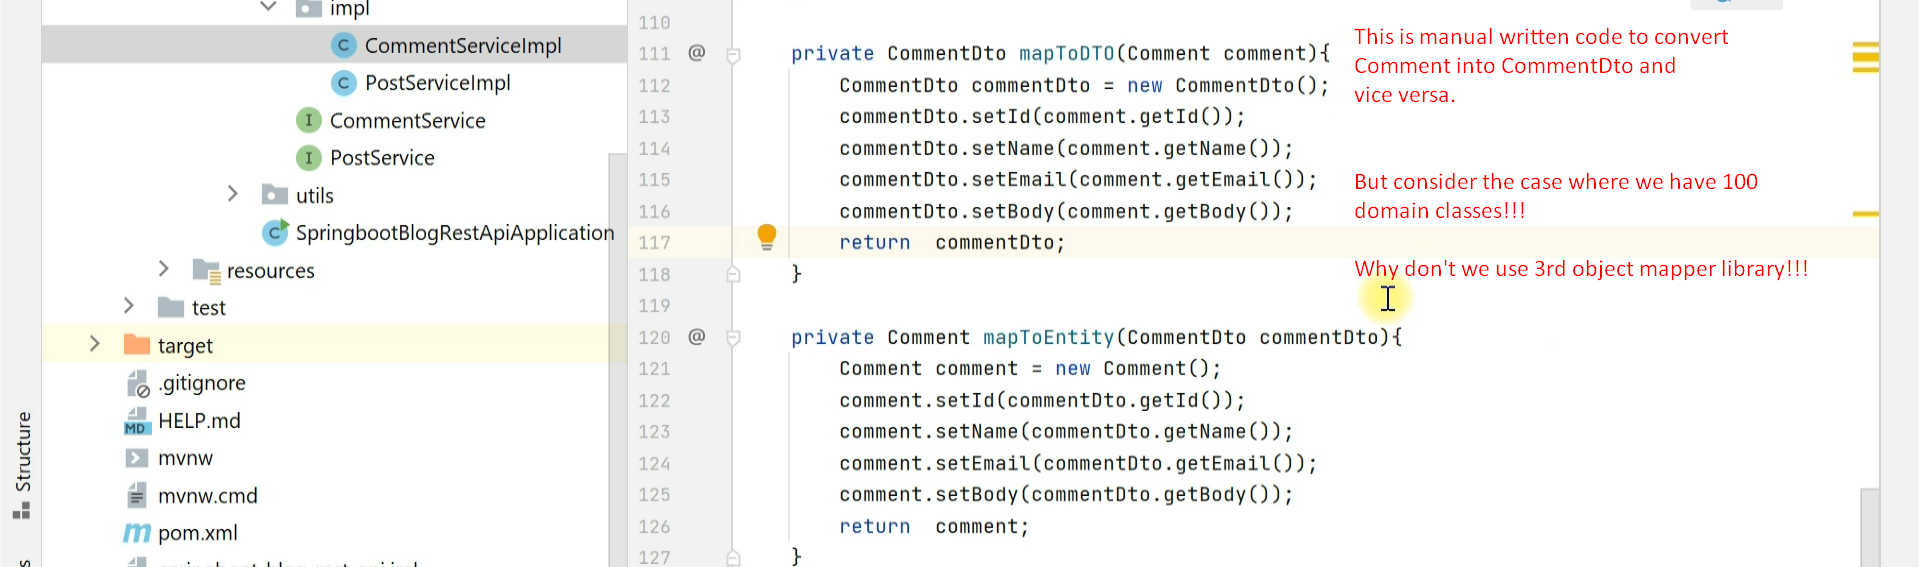 impl
CommentServiceImpl
PostServiceImpl
CommentService
PostService
utils
SpringbootBlogRestApiApplication
resources
test
target
.gitignore
HELP.md
mvnw
mvnw.cmd
pom.xml
Structure
110
111 @ private CommentDto mapToDTO(Comment comment){
112 CommentDto commentDto = new CommentDto();
113 commentDto.setId(comment.getId());
114 commentDto.setName(comment.getName());
115 commentDto.setEmail(comment.getEmail());
116 commentDto.setBody(comment.getBody());
117 return  commentDto;
118 }
119
120 @ private Comment mapToEntity(CommentDto commentDto){
121 Comment comment = new Comment();
122 comment.setId(commentDto.getId());
123 comment.setName(commentDto.getName());
124 comment.setEmail(commentDto.getEmail());
125 comment.setBody(commentDto.getBody());
126 return  comment;
127 }
This is manual written code to convert
Comment into CommentDto and
vice versa.
But consider the case where we have 100
domain classes!!!
Why don't we use 3rd object mapper library!!!